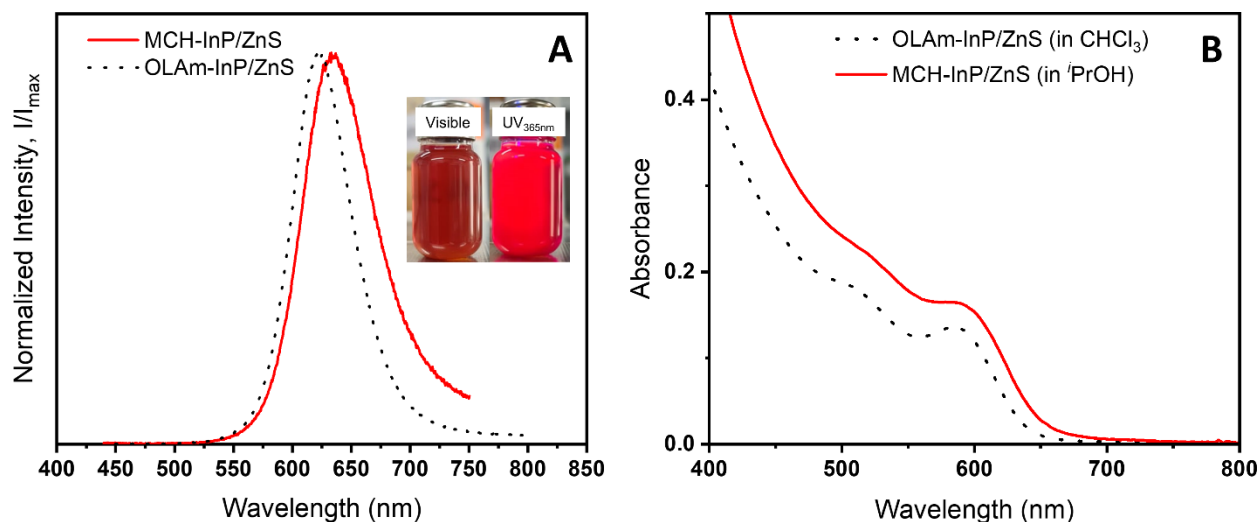 MCH-InP/ZnS
OLAm-InP/ZnS
A
Visible
UV365nm
Normalized Intensity, I/Imax
400 450 500 550 600 650 700 750 800 850
Wavelength (nm)
OLAm-InP/ZnS (in CHCl3)
MCH-InP/ZnS (in iPrOH)
B
0.4
0.2
0.0
Absorbance
400 500 600 700 800
Wavelength (nm)